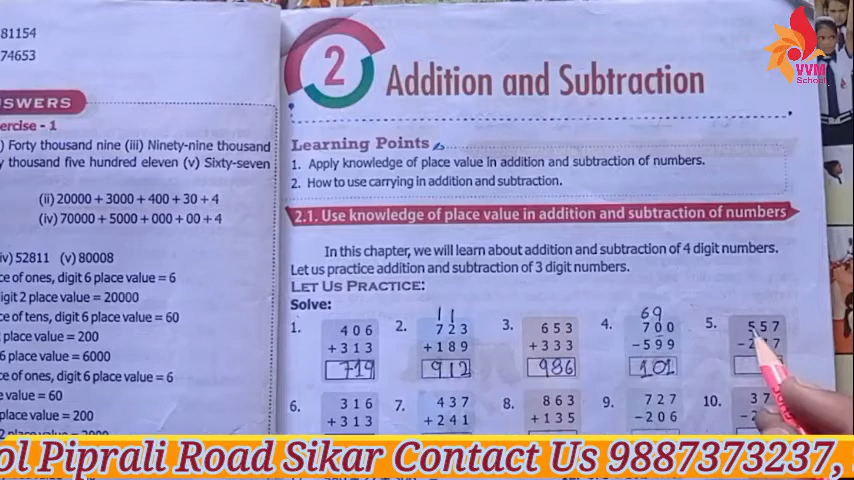 81154
74653
NSWERS
ercise - 1
) Forty thousand nine (iii) Ninety-nine thousand
y thousand five hundred eleven (v) Sixty-seven
(ii) 20000 + 3000 + 400 + 30 + 4
(iv) 70000 + 5000 + 000 + 00 + 4
iv) 52811 (v) 80008
ce of ones, digit 6 place value = 6
igit 2 place value = 20000
ce of tens, digit 6 place value = 60
place value = 200
6 place value = 6000
ce of ones, digit 6 place value = 6
e value = 60
place value = 200
2 Addition and Subtraction
VVM
School
Learning Points
1. Apply knowledge of place value in addition and subtraction of numbers.
2. How to use carrying in addition and subtraction.
2.1. Use knowledge of place value in addition and subtraction of numbers
In this chapter, we will learn about addition and subtraction of 4 digit numbers.
Let us practice addition and subtraction of 3 digit numbers.
LET US PRACTICE:
Solve:
11 69
1. 406 2. 723 3. 653 4. 700 5. 557
+313 +189 +333 -599 -2 7
719 912 986 101
6. 316 7. 437 8. 863 9. 727 10. 37
+313 +241 +135 -206 -2
ol Piprali Road Sikar Contact Us 9887373237,